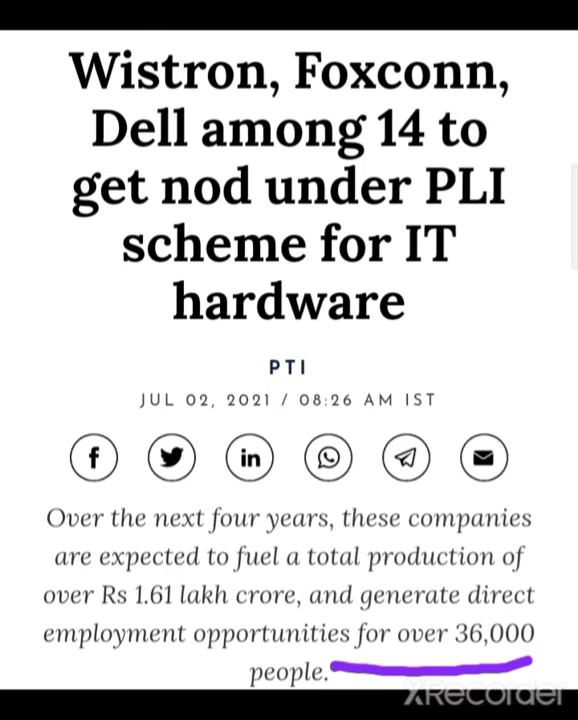 Wistron, Foxconn,
Dell among 14 to
get nod under PLI
scheme for IT
hardware
PTI
JUL 02, 2021 / 08:26 AM IST
f in
Over the next four years, these companies
are expected to fuel a total production of
over Rs 1.61 lakh crore, and generate direct
employment opportunities for over 36,000
people.
XRecorder